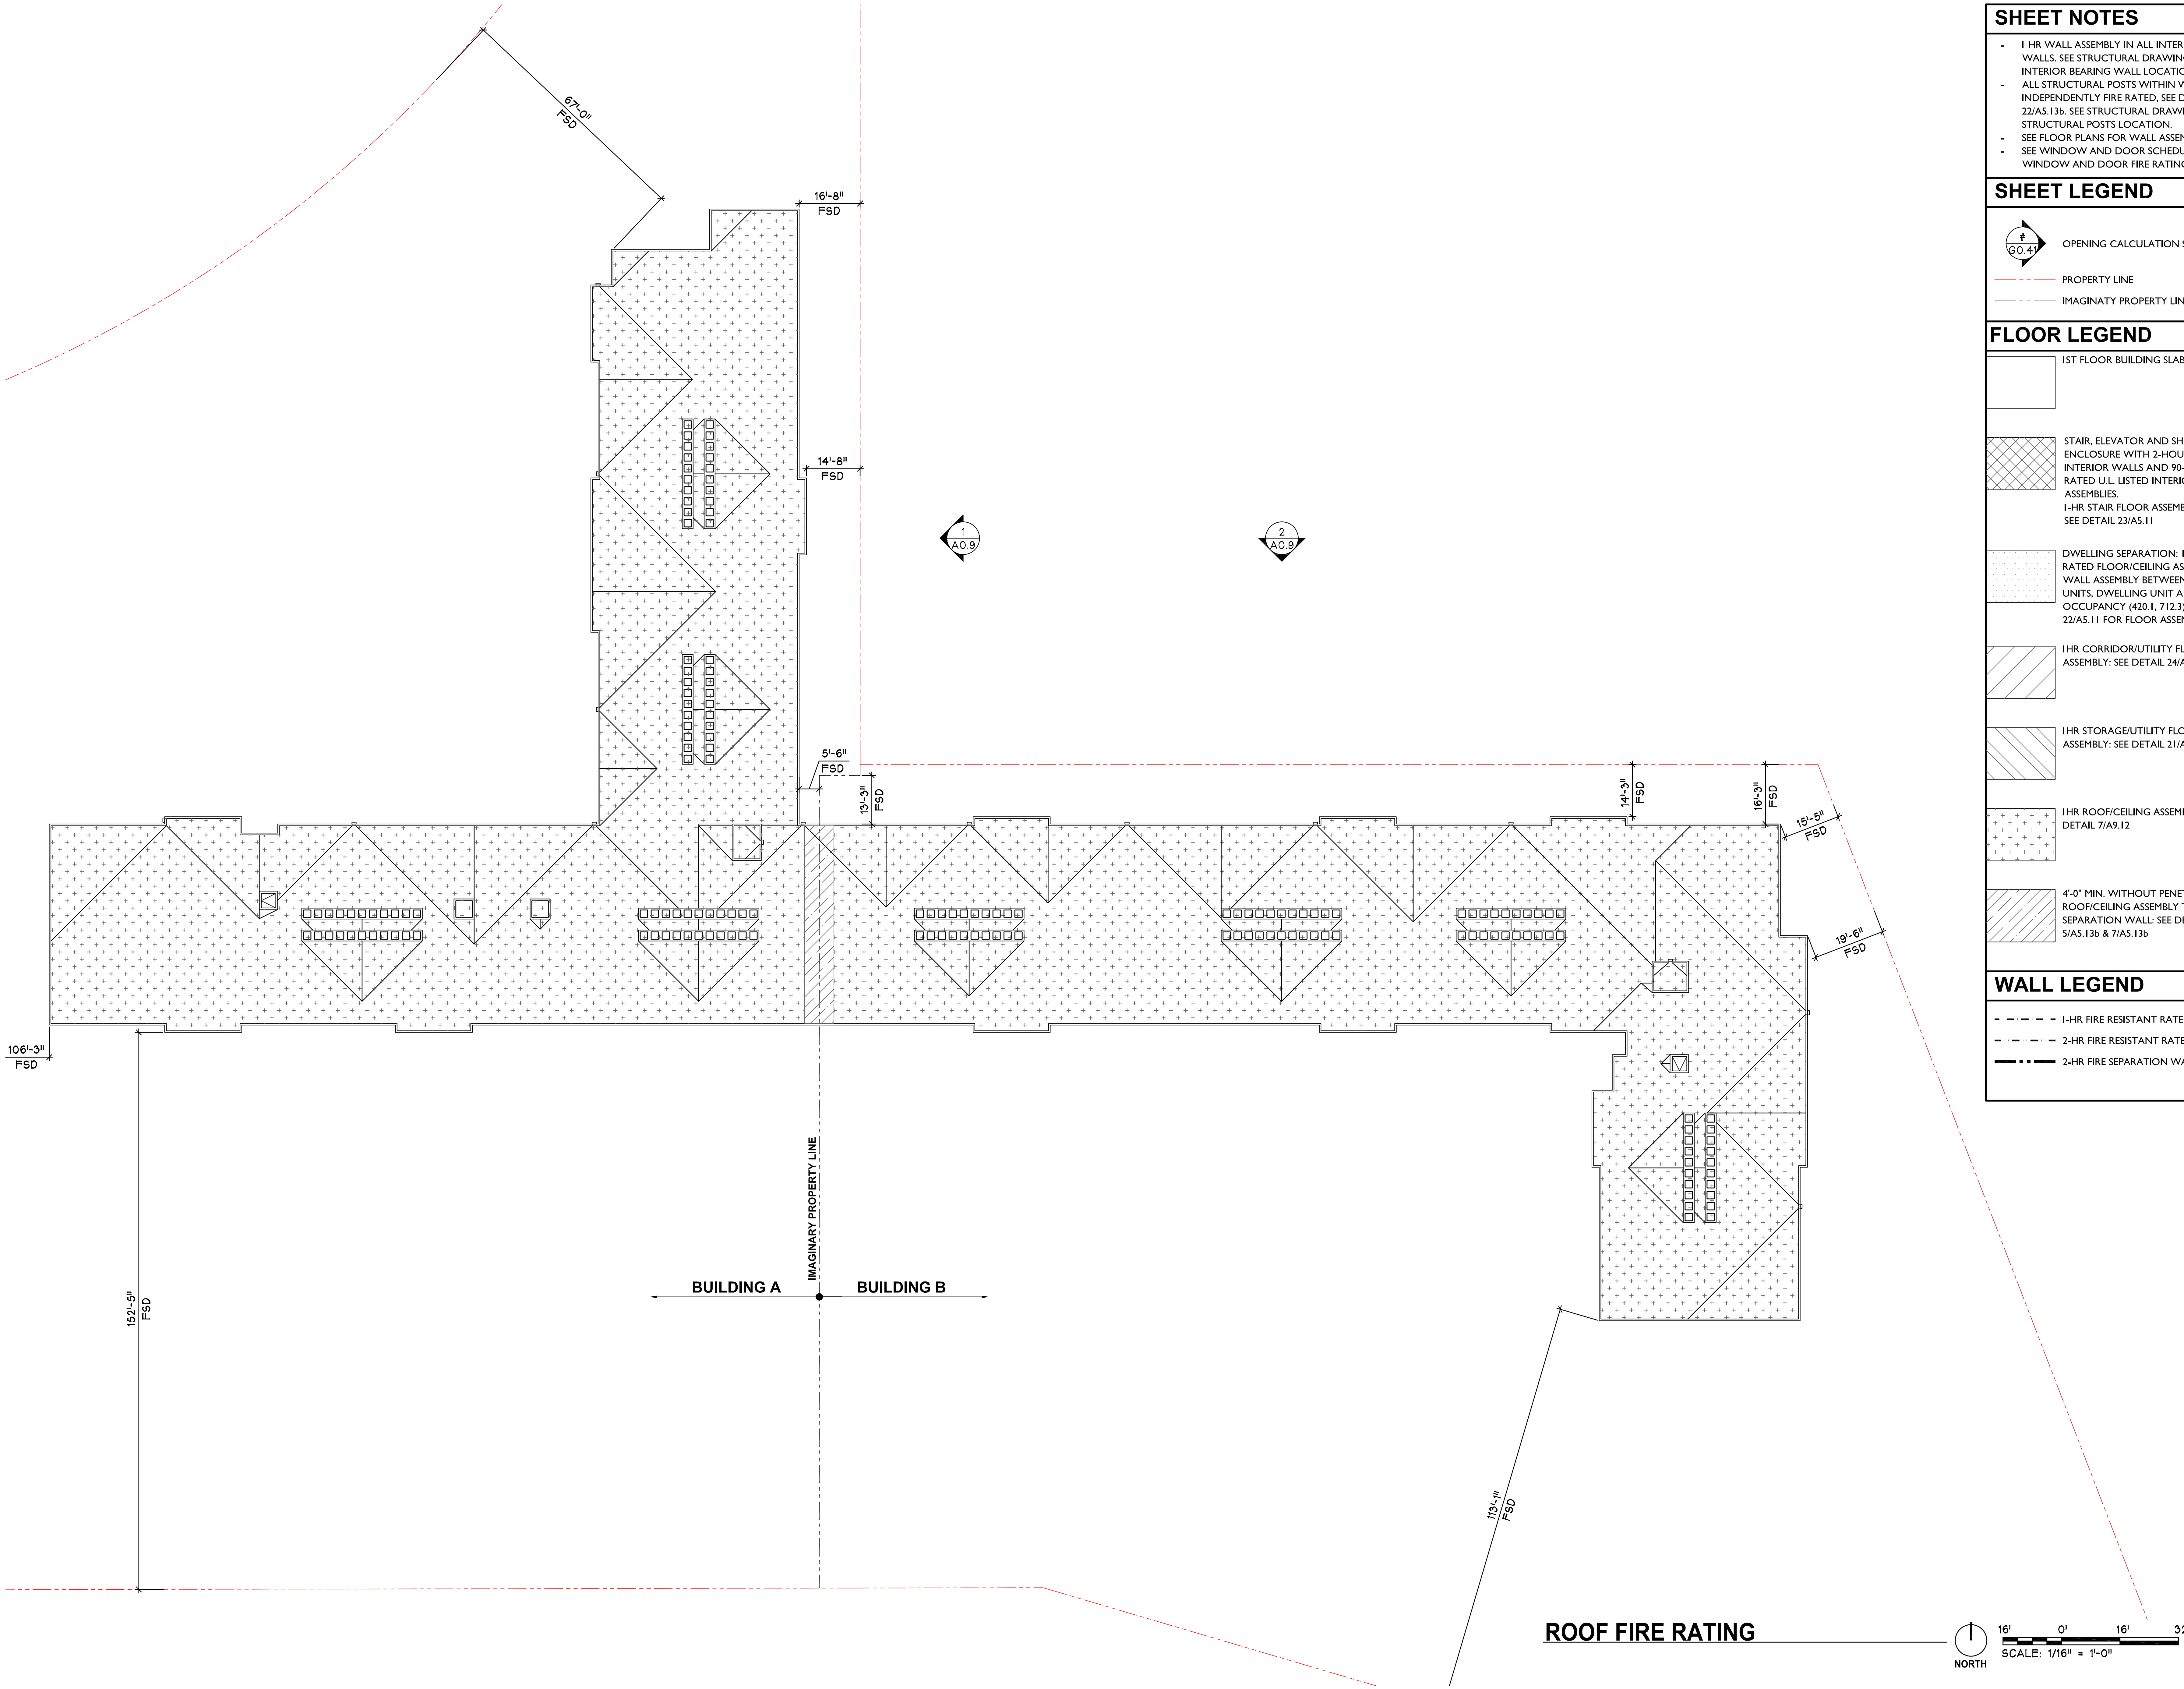 SHEET NOTES
- 1 HR WALL ASSEMBLY IN ALL INTER
WALLS. SEE STRUCTURAL DRAWIN
INTERIOR BEARING WALL LOCATIO
- ALL STRUCTURAL POSTS WITHIN W
INDEPENDENTLY FIRE RATED, SEE D
22/A5.13b. SEE STRUCTURAL DRAW
STRUCTURAL POSTS LOCATION.
- SEE FLOOR PLANS FOR WALL ASSE
- SEE WINDOW AND DOOR SCHEDU
WINDOW AND DOOR FIRE RATIN
SHEET LEGEND
#
G0.41
OPENING CALCULATION
PROPERTY LINE
IMAGINATY PROPERTY LIN
FLOOR LEGEND
1ST FLOOR BUILDING SLAB
STAIR, ELEVATOR AND SH
ENCLOSURE WITH 2-HOU
INTERIOR WALLS AND 90-
RATED U.L. LISTED INTERI
ASSEMBLIES.
1-HR STAIR FLOOR ASSEM
SEE DETAIL 23/A5.11
DWELLING SEPARATION:
RATED FLOOR/CEILING AS
WALL ASSEMBLY BETWEEN
UNITS, DWELLING UNIT A
OCCUPANCY (420.1, 712.3)
22/A5.11 FOR FLOOR ASSE
1HR CORRIDOR/UTILITY FL
ASSEMBLY: SEE DETAIL 24/A
1HR STORAGE/UTILITY FLO
ASSEMBLY: SEE DETAIL 21/A
1HR ROOF/CEILING ASSEM
DETAIL 7/A9.12
4'-0" MIN. WITHOUT PENE
ROOF/CEILING ASSEMBLY
SEPARATION WALL: SEE DE
5/A5.13b & 7/A5.13b
WALL LEGEND
1-HR FIRE RESISTANT RATE
2-HR FIRE RESISTANT RATE
2-HR FIRE SEPARATION WA
67'-0"
FSD
16'-8"
FSD
14'-8"
FSD
1
A0.9
2
A0.9
5'-6"
FSD
13'-3"
FSD
14'-3"
FSD
16'-3"
FSD
15'-5"
FSD
19'-6"
FSD
106'-3"
FSD
152'-5"
FSD
IMAGINARY PROPERTY LINE
BUILDING A
BUILDING B
113'-1"
FSD
ROOF FIRE RATING
NORTH
16' 0' 16' 32
SCALE: 1/16" = 1'-0"